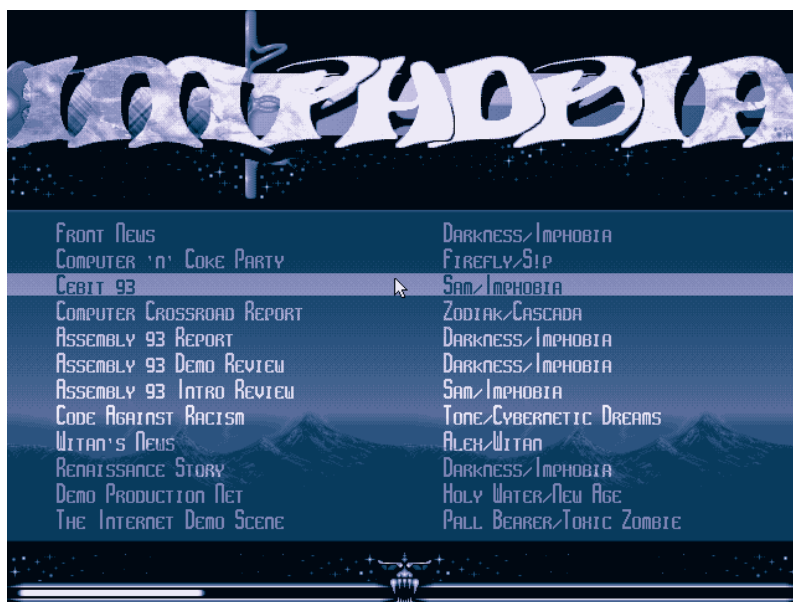 IMPHOBIA
Front News Darkness/Imphobia
Computer 'n' Coke Party Firefly/S!P
Cebit 93 Sam/Imphobia
Computer Crossroad Report Zodiak/Cascada
Assembly 93 Report Darkness/Imphobia
Assembly 93 Demo Review Darkness/Imphobia
Assembly 93 Intro Review Sam/Imphobia
Code Against Racism Tone/Cybernetic Dreams
Witan's News Alex/Witan
Renaissance Story Darkness/Imphobia
Demo Production Net Holy Water/New Age
The Internet Demo Scene Pall Bearer/Toxic Zombie